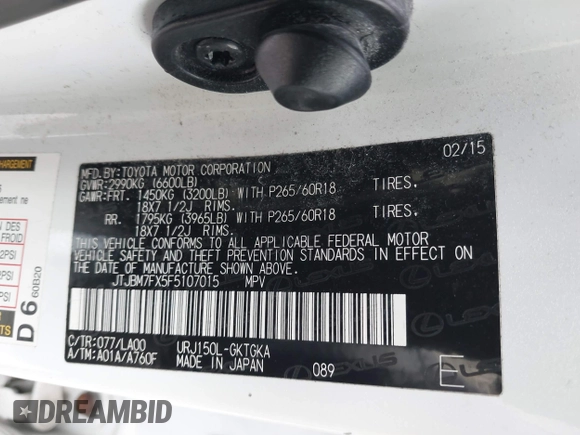 02/15
MFD.BY:TOYOTA MOTOR CORPORATION
GVWR:2990KG (6600LB)
GAWR:FRT. 1450KG (3200LB) WITH P265/60R18 TIRES.
18X7 1/2J RIMS.
RR. 1795KG (3965LB) WITH P265/60R18 TIRES.
18X7 1/2J RIMS.
THIS VEHICLE CONFORMS TO ALL APPLICABLE FEDERAL MOTOR
VEHICLE SAFETY AND THEFT PREVENTION STANDARDS IN EFFECT ON
THE DATE OF MANUFACTURE SHOWN ABOVE.
JTJBM7FX5F5107015 MPV
C/TR:077/LA00 URJ150L-GKTGKA
A/TM:A01A/A760F MADE IN JAPAN 089 E
LEXUS
D 6 60B20
DREAMBID